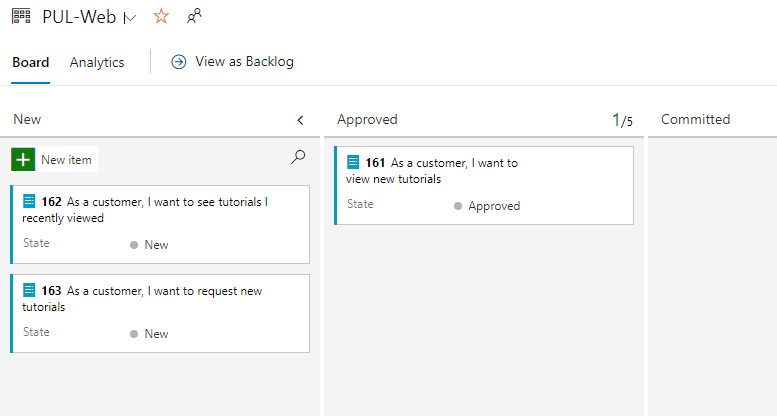 PUL-Web
Board
Analytics
View as Backlog
New
Approved
1/5
Committed
New item
162 As a customer, I want to see tutorials I
recently viewed
State
New
163 As a customer, I want to request new
tutorials
State
New
161 As a customer, I want to
view new tutorials
State
Approved